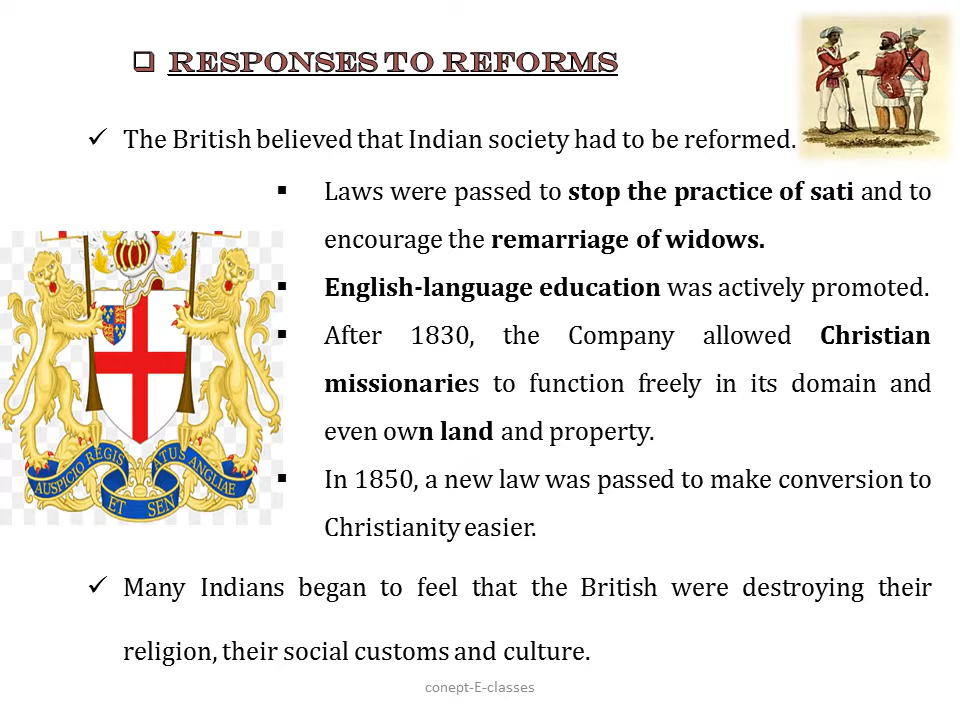 RESPONSES TO REFORMS
The British believed that Indian society had to be reformed.
Laws were passed to stop the practice of sati and to
encourage the remarriage of widows.
English-language education was actively promoted.
After 1830, the Company allowed Christian
missionaries to function freely in its domain and
even own land and property.
In 1850, a new law was passed to make conversion to
Christianity easier.
AUSPICIO REGIS
ET SEN
ATUS ANGLIAE
Many Indians began to feel that the British were destroying their
religion, their social customs and culture.
conept-E-classes